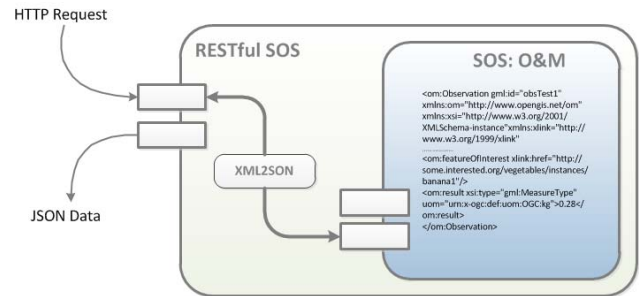 HTTP Request
RESTful SOS
SOS: O&M
<om:Observation gml:id="obsTest1"
xmlns:om="http://www.opengis.net/om"
xmlns:xsi="http://www.w3.org/2001/
XMLSchema-instance"xmlns:xlink="http://
www.w3.org/1999/xlink"
..............
<om:featureOfInterest xlink:href="http://
some.interested.org/vegetables/instances/
banana1"/>
<om:result xsi:type="gml:MeasureType"
uom="urn:x-ogc:def:uom:OGC:kg">0.28</
om:result>
</om:Observation>
XML2SON
JSON Data